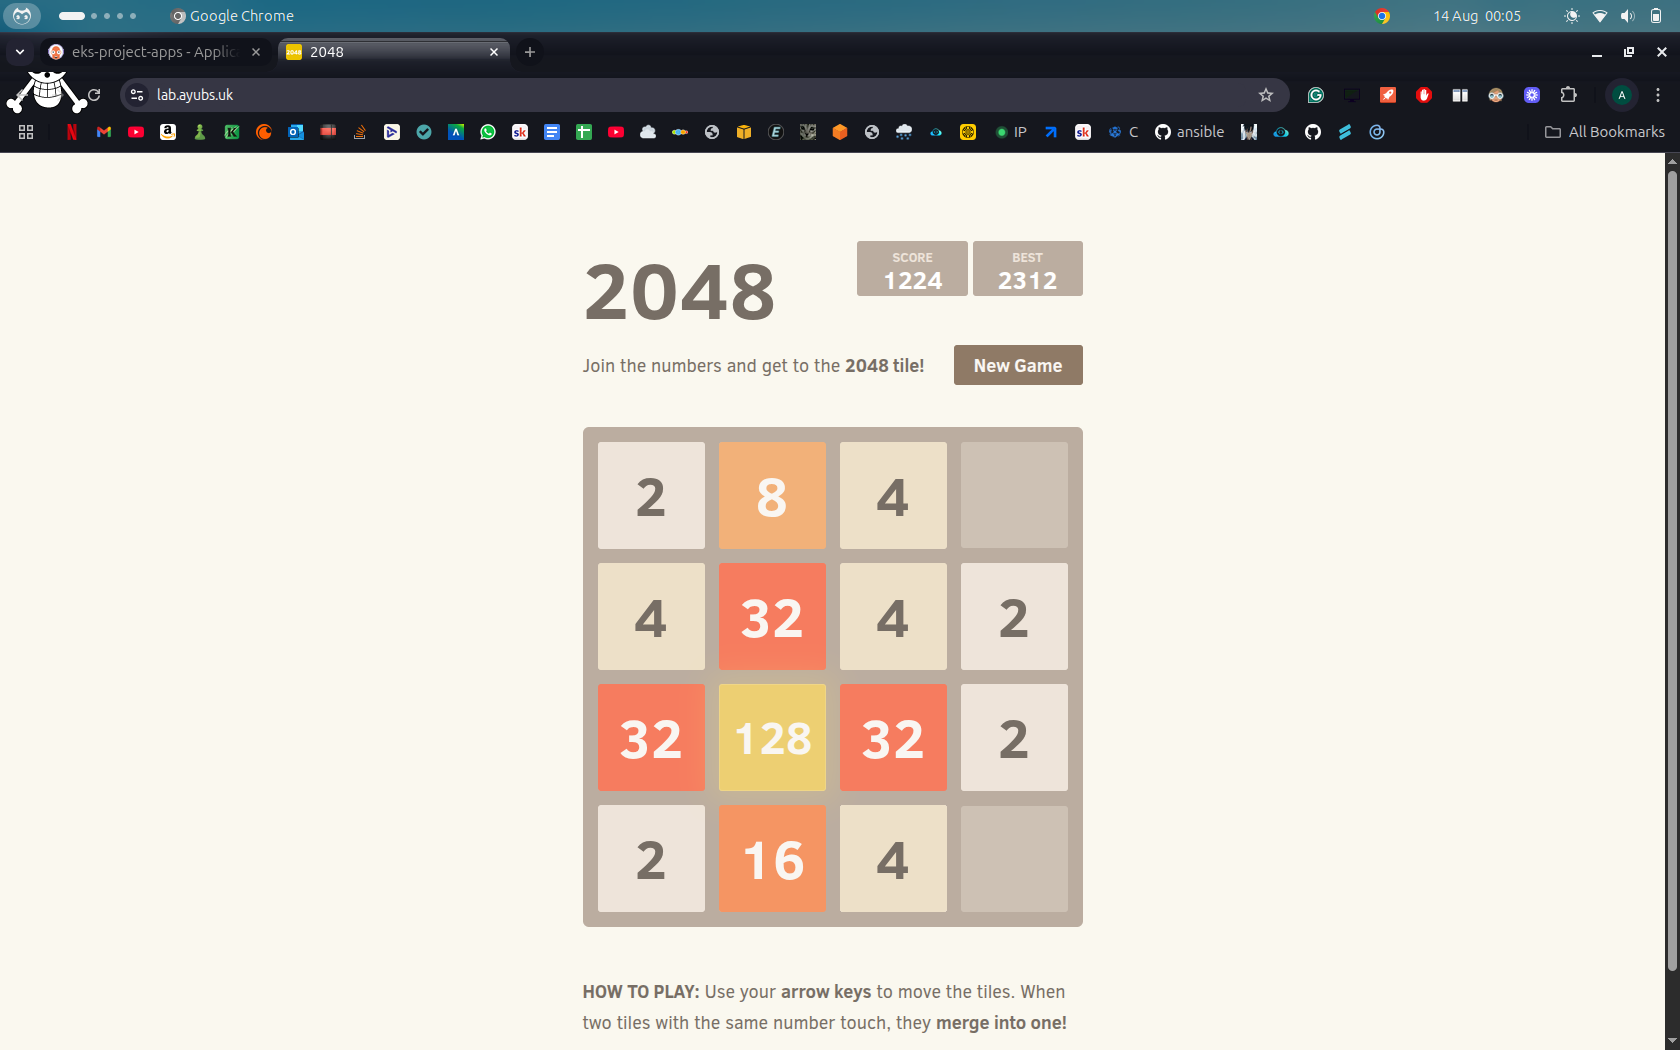 Google Chrome
14 Aug 00:05
eks-project-apps - Applic
2048
lab.ayubs.uk
A
IP
C
ansible
All Bookmarks
2048
SCORE
1224
BEST
2312
Join the numbers and get to the 2048 tile!
New Game
2 8 4
4 32 4 2
32 128 32 2
2 16 4
HOW TO PLAY: Use your arrow keys to move the tiles. When
two tiles with the same number touch, they merge into one!